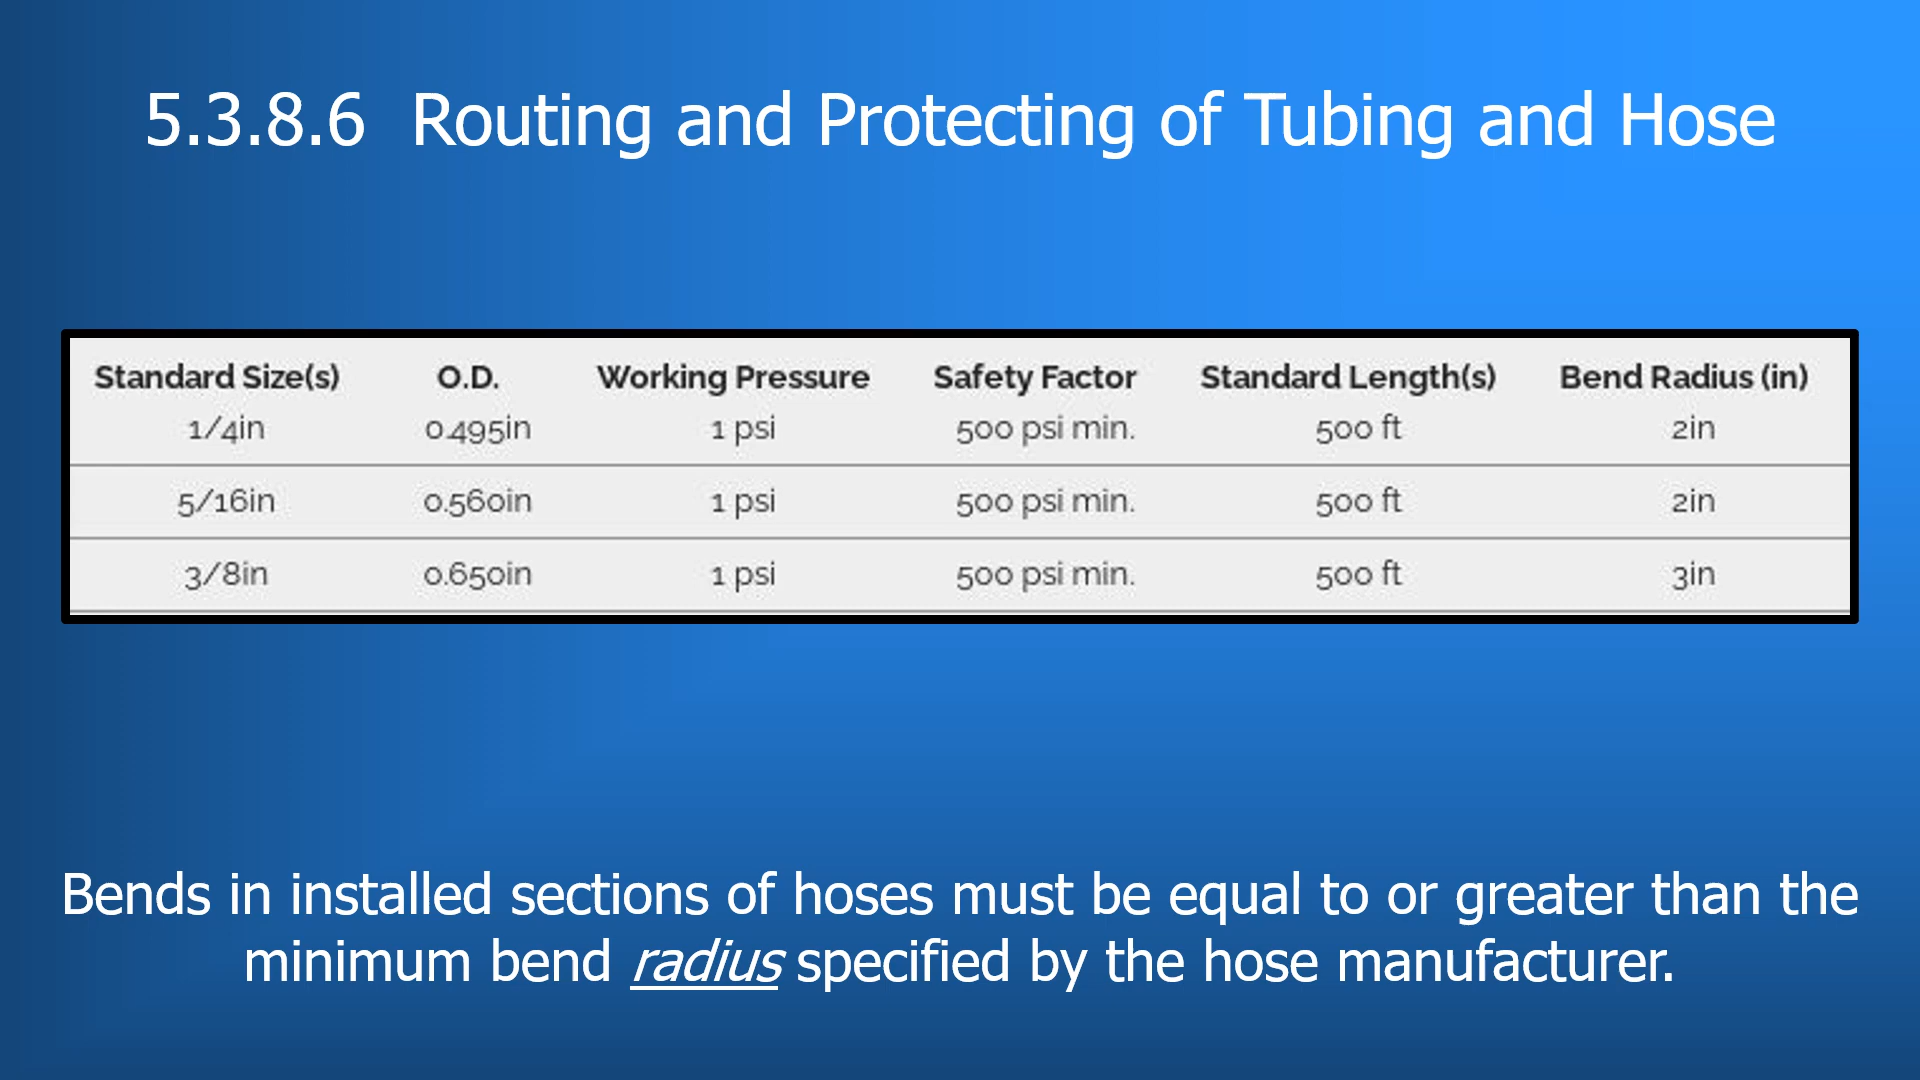 5.3.8.6 Routing and Protecting of Tubing and Hose
Standard Size(s) O.D. Working Pressure Safety Factor Standard Length(s) Bend Radius (in)
1/4in 0.495in 1 psi 500 psi min. 500 ft 2in
5/16in 0.560in 1 psi 500 psi min. 500 ft 2in
3/8in 0.650in 1 psi 500 psi min. 500 ft 3in
Bends in installed sections of hoses must be equal to or greater than the
minimum bend radius specified by the hose manufacturer.